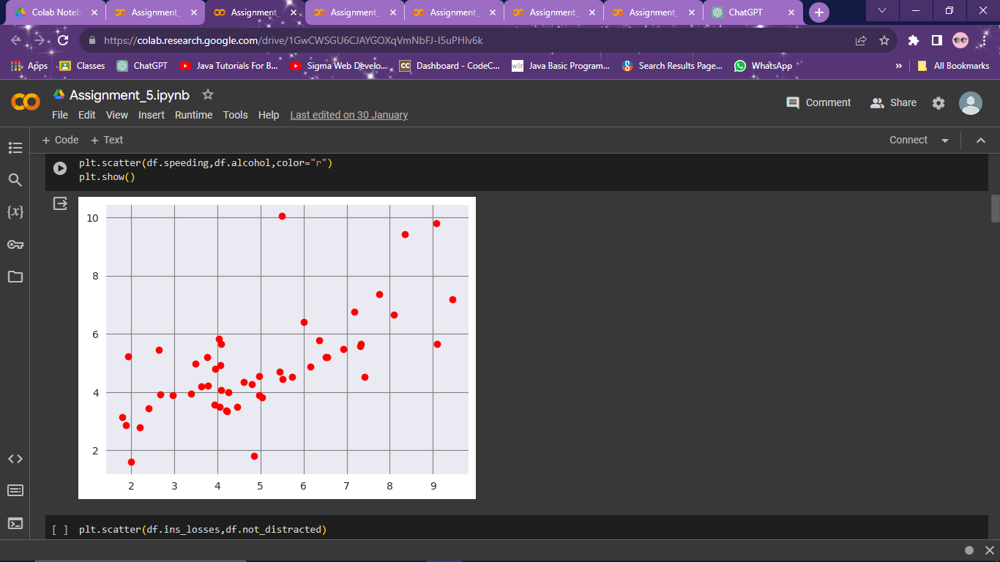 Colab Noteb
Assignment_
Assignment_
Assignment_
Assignment_
Assignment_
Assignment_
ChatGPT
https://colab.research.google.com/drive/1GwCWSGU6CJAYGOXqVmNbFJ-I5uPHIv6k
Apps
Classes
ChatGPT
Java Tutorials For B...
Sigma Web Develo...
CC
Dashboard - CodeC...
w3r
Java Basic Program...
Search Results Page...
WhatsApp
»
All Bookmarks
CO
Assignment_5.ipynb
Comment
Share
File Edit View Insert Runtime Tools Help Last edited on 30 January
+ Code + Text
Connect
{x}
plt.scatter(df.speeding,df.alcohol,color="r")
plt.show()
10
8
6
4
2
2 3 4 5 6 7 8 9
[ ] plt.scatter(df.ins_losses,df.not_distracted)